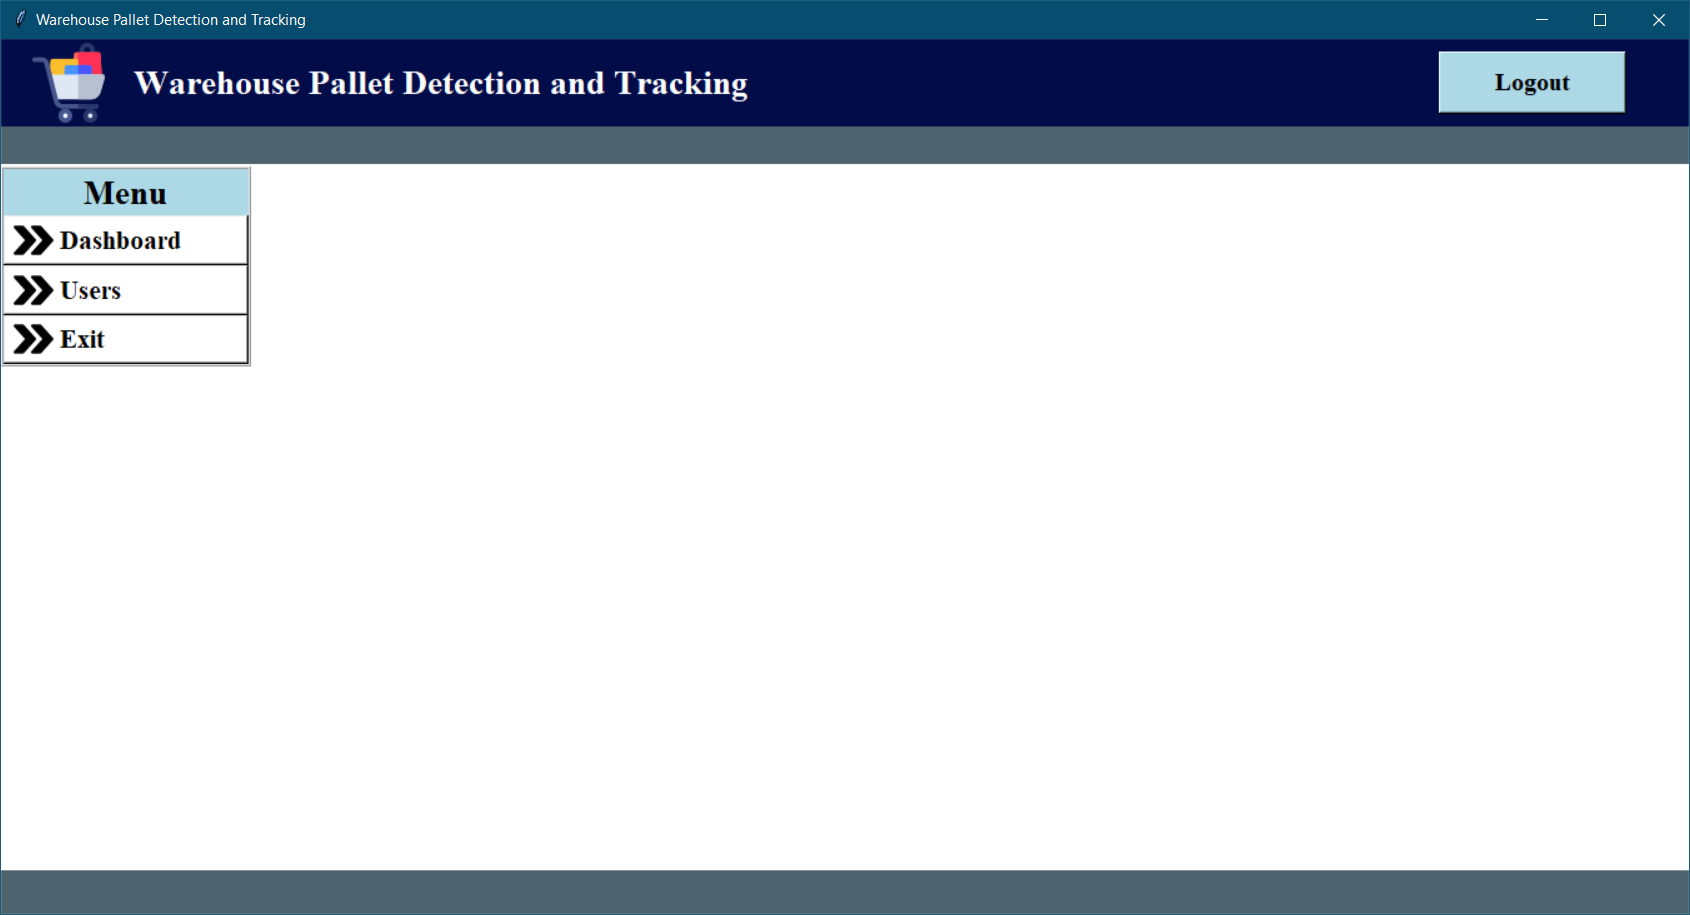 Warehouse Pallet Detection and Tracking
Warehouse Pallet Detection and Tracking
Logout
Menu
Dashboard
Users
Exit